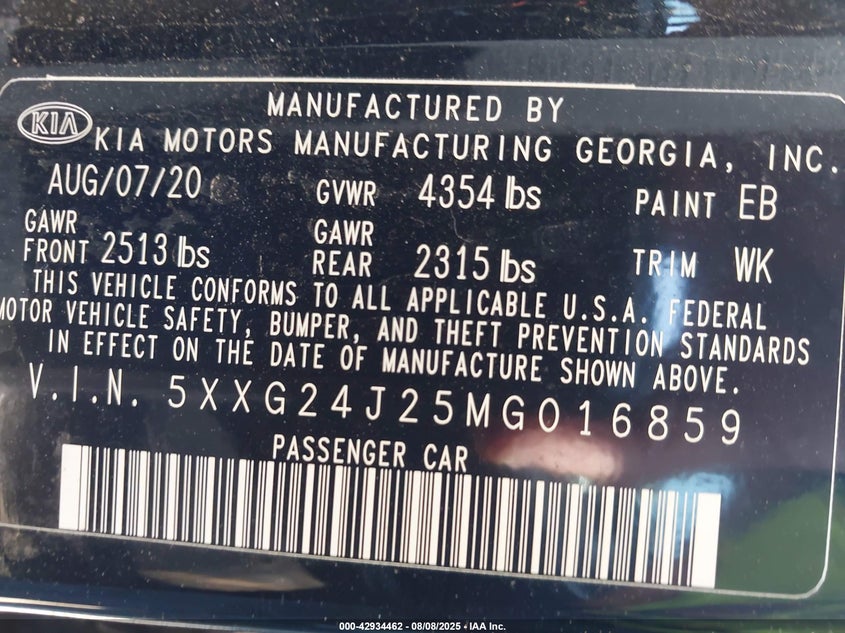 MANUFACTURED BY
KIA KIA MOTORS MANUFACTURING GEORGIA, INC.
AUG/07/20 GVWR 4354 lbs PAINT EB
GAWR FRONT 2513 lbs GAWR REAR 2315 lbs TRIM WK
THIS VEHICLE CONFORMS TO ALL APPLICABLE U.S.A. FEDERAL
MOTOR VEHICLE SAFETY, BUMPER, AND THEFT PREVENTION STANDARDS
IN EFFECT ON THE DATE OF MANUFACTURE SHOWN ABOVE.
V.I.N. 5XXG24J25MG016859
PASSENGER CAR
000-42934462 - 08/08/2025 - IAA Inc.